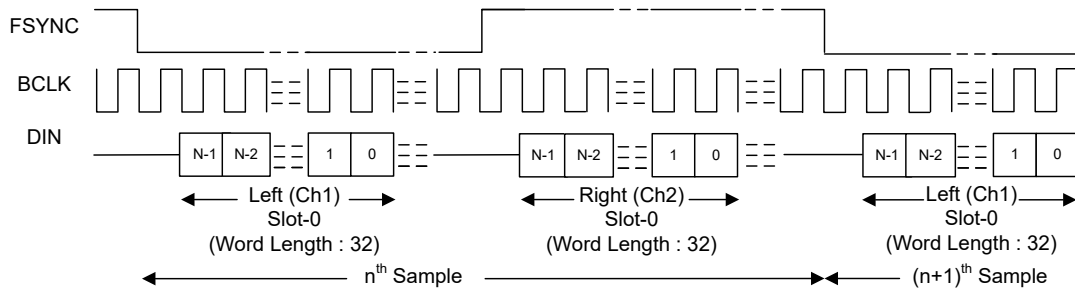 FSYNC
BCLK
DIN
N-1 N-2 1 0 N-1 N-2 1 0 N-1 N-2 1 0
Left (Ch1) Right (Ch2) Left (Ch1)
Slot-0 Slot-0 Slot-0
(Word Length : 32) (Word Length : 32) (Word Length : 32)
nth Sample (n+1)th Sample